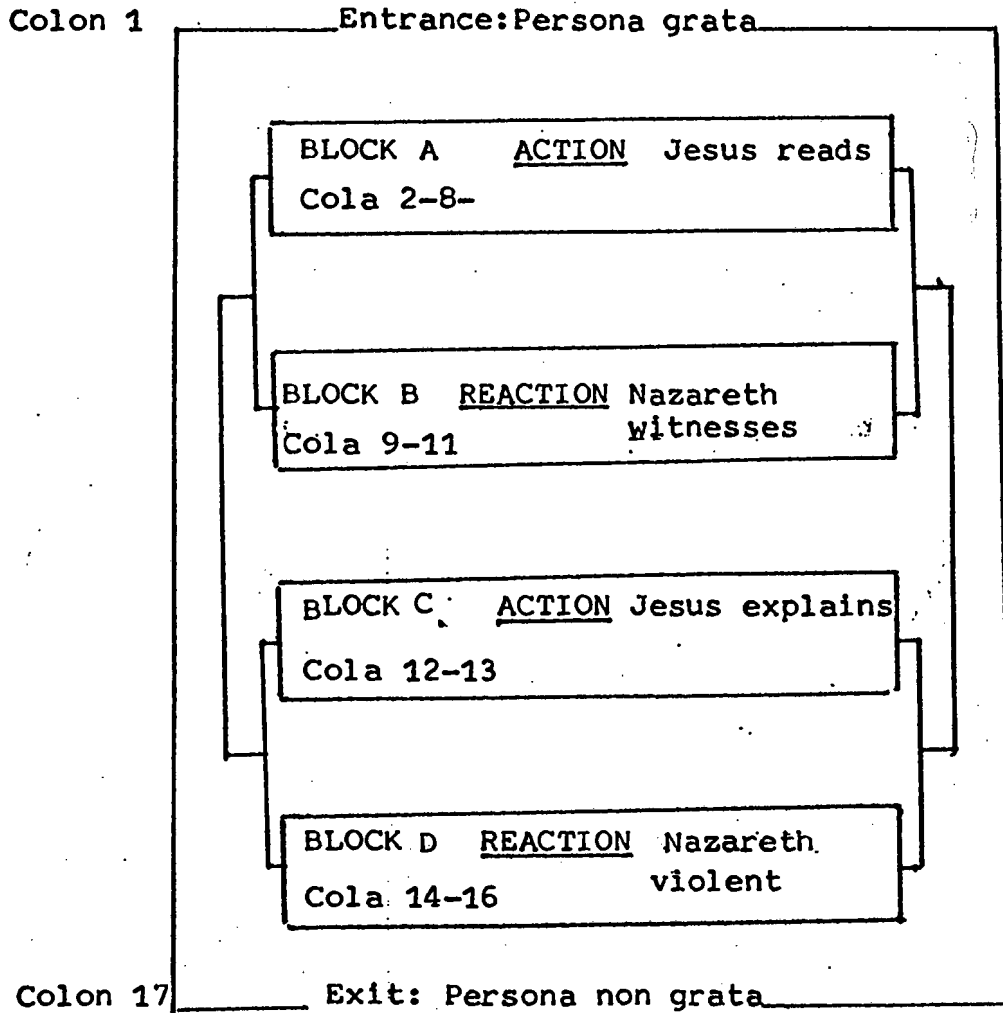 Colon 1 Entrance:Persona grata
BLOCK A ACTION Jesus reads
Cola 2-8-
BLOCK B REACTION Nazareth
witnesses
Cola 9-11
BLOCK C ACTION Jesus explains
Cola 12-13
BLOCK D REACTION Nazareth
violent
Cola 14-16
Colon 17 Exit: Persona non grata